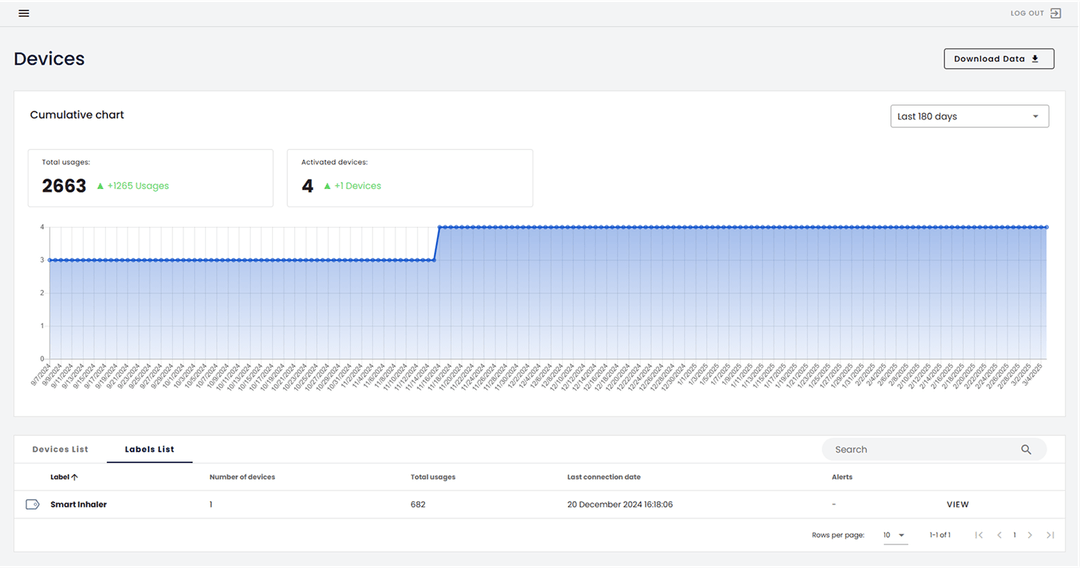 LOG OUT
Devices
Download Data
Cumulative chart
Last 180 days
Total usages:
2663 ▲ +1265 Usages
Activated devices:
4 ▲ +1 Devices
4
3
2
1
0
9/7/2024 9/9/2024 9/11/2024 9/13/2024 9/15/2024 9/17/2024 9/19/2024 9/21/2024 9/23/2024 9/25/2024 9/27/2024 9/29/2024 10/1/2024 10/3/2024 10/5/2024 10/7/2024 10/9/2024 10/11/2024 10/13/2024 10/15/2024 10/17/2024 10/19/2024 10/21/2024 10/23/2024 10/25/2024 10/27/2024 10/29/2024 10/31/2024 11/2/2024 11/4/2024 11/6/2024 11/8/2024 11/10/2024 11/12/2024 11/14/2024 11/16/2024 11/18/2024 11/20/2024 11/22/2024 11/24/2024 11/26/2024 11/28/2024 11/30/2024 12/2/2024 12/4/2024 12/6/2024 12/8/2024 12/10/2024 12/12/2024 12/14/2024 12/16/2024 12/18/2024 12/20/2024 12/22/2024 12/24/2024 12/26/2024 12/28/2024 12/30/2024 1/1/2025 1/3/2025 1/5/2025 1/7/2025 1/9/2025 1/11/2025 1/13/2025 1/15/2025 1/17/2025 1/19/2025 1/21/2025 1/23/2025 1/25/2025 1/27/2025 1/29/2025 1/31/2025 2/2/2025 2/4/2025 2/6/2025 2/8/2025 2/10/2025 2/12/2025 2/14/2025 2/16/2025 2/18/2025 2/20/2025 2/22/2025 2/24/2025 2/26/2025 2/28/2025 3/2/2025 3/4/2025
Devices List Labels List Search
Label Number of devices Total usages Last connection date Alerts
Smart Inhaler 1 682 20 December 2024 16:18:06 - VIEW
Rows per page: 10 1-1 of 1 1